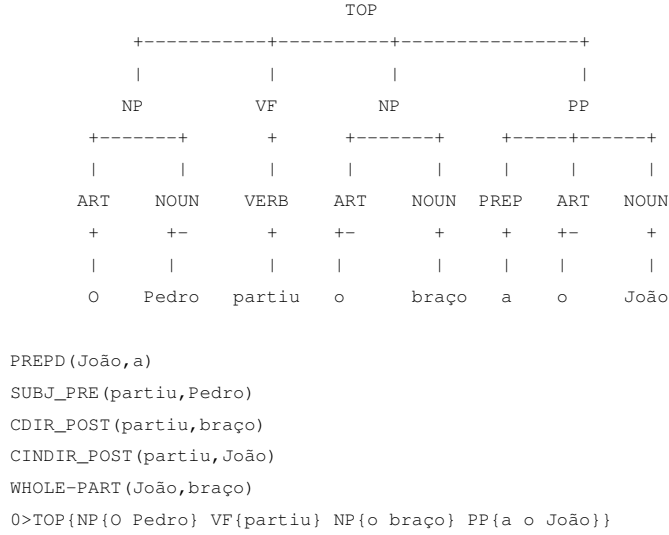 TOP
+-----------+----------+---------------+
| | | |
NP VF NP PP
+-------+ + +-------+ +-----+------+
| | | | | | | |
ART NOUN VERB ART NOUN PREP ART NOUN
+ +- + +- + + +- +
| | | | | | | |
O Pedro partiu o braço a o João
PREPD(João,a)
SUBJ_PRE(partiu,Pedro)
CDIR_POST(partiu,braço)
CINDIR_POST(partiu,João)
WHOLE-PART(João,braço)
0>TOP{NP{O Pedro} VF{partiu} NP{o braço} PP{a o João}}